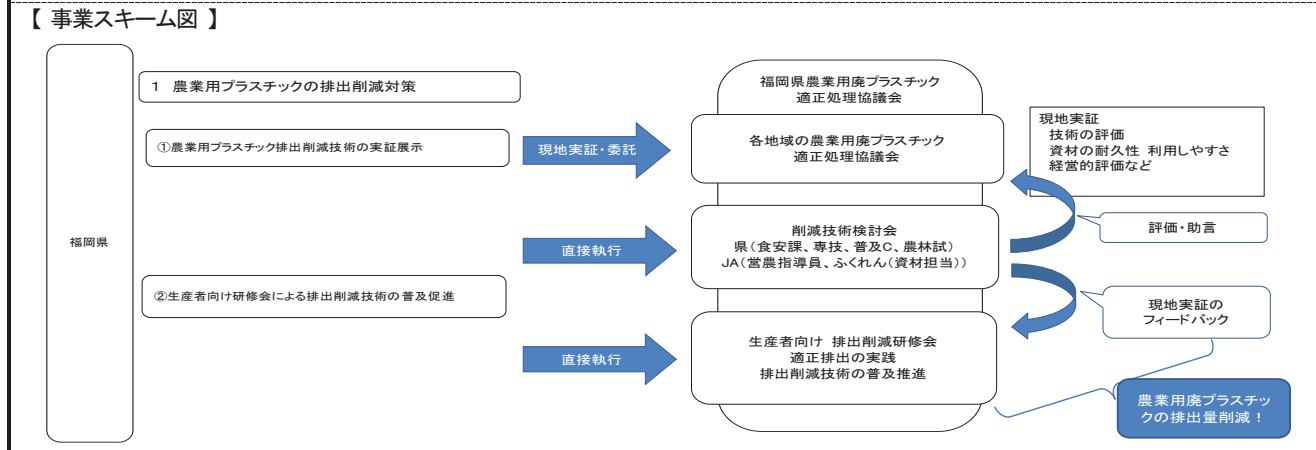 【 事業スキーム図 】
福岡県
1 農業用プラスチックの排出削減対策
①農業用プラスチック排出削減技術の実証展示
②生産者向け研修会による排出削減技術の普及促進
現地実証・委託
直接執行
直接執行
福岡県農業用廃プラスチック
適正処理協議会
各地域の農業用廃プラスチック
適正処理協議会
削減技術検討会
県（食安課、専技、普及C、農林試）
JA（営農指導員、ふくれん（資材担当））
生産者向け 排出削減研修会
適正排出の実践
排出削減技術の普及推進
現地実証
技術の評価
資材の耐久性 利用しやすさ
経営的評価など
評価・助言
現地実証の
フィードバック
農業用廃プラスチッ
クの排出量削減！